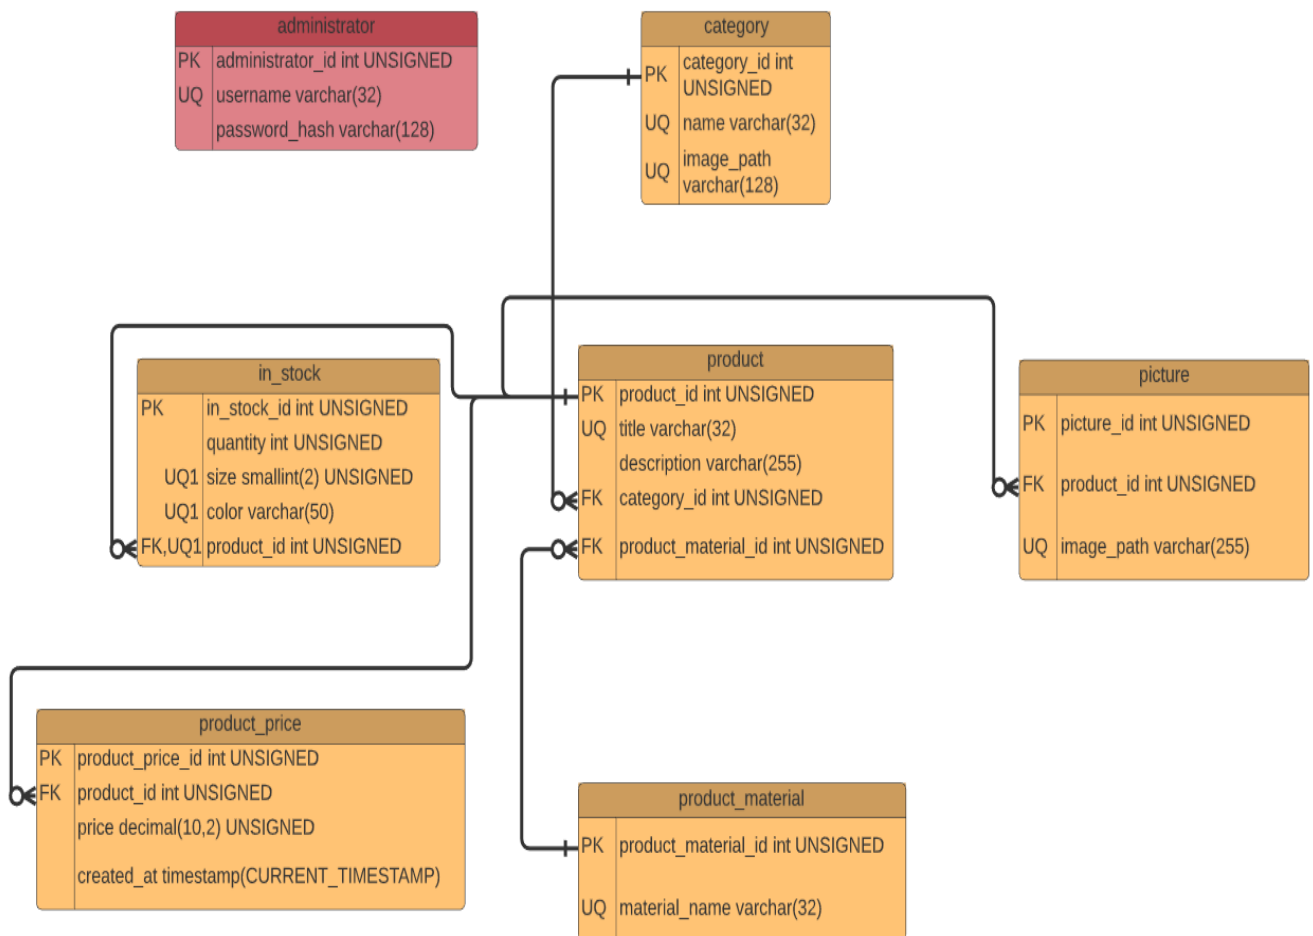 administrator
PK administrator_id int UNSIGNED
UQ username varchar(32)
password_hash varchar(128)
category
PK category_id int
UNSIGNED
UQ name varchar(32)
UQ image_path
varchar(128)
in_stock
PK in_stock_id int UNSIGNED
quantity int UNSIGNED
UQ1 size smallint(2) UNSIGNED
UQ1 color varchar(50)
FK,UQ1 product_id int UNSIGNED
product
PK product_id int UNSIGNED
UQ title varchar(32)
description varchar(255)
FK category_id int UNSIGNED
FK product_material_id int UNSIGNED
picture
PK picture_id int UNSIGNED
FK product_id int UNSIGNED
UQ image_path varchar(255)
product_price
PK product_price_id int UNSIGNED
FK product_id int UNSIGNED
price decimal(10,2) UNSIGNED
created_at timestamp(CURRENT_TIMESTAMP)
product_material
PK product_material_id int UNSIGNED
UQ material_name varchar(32)